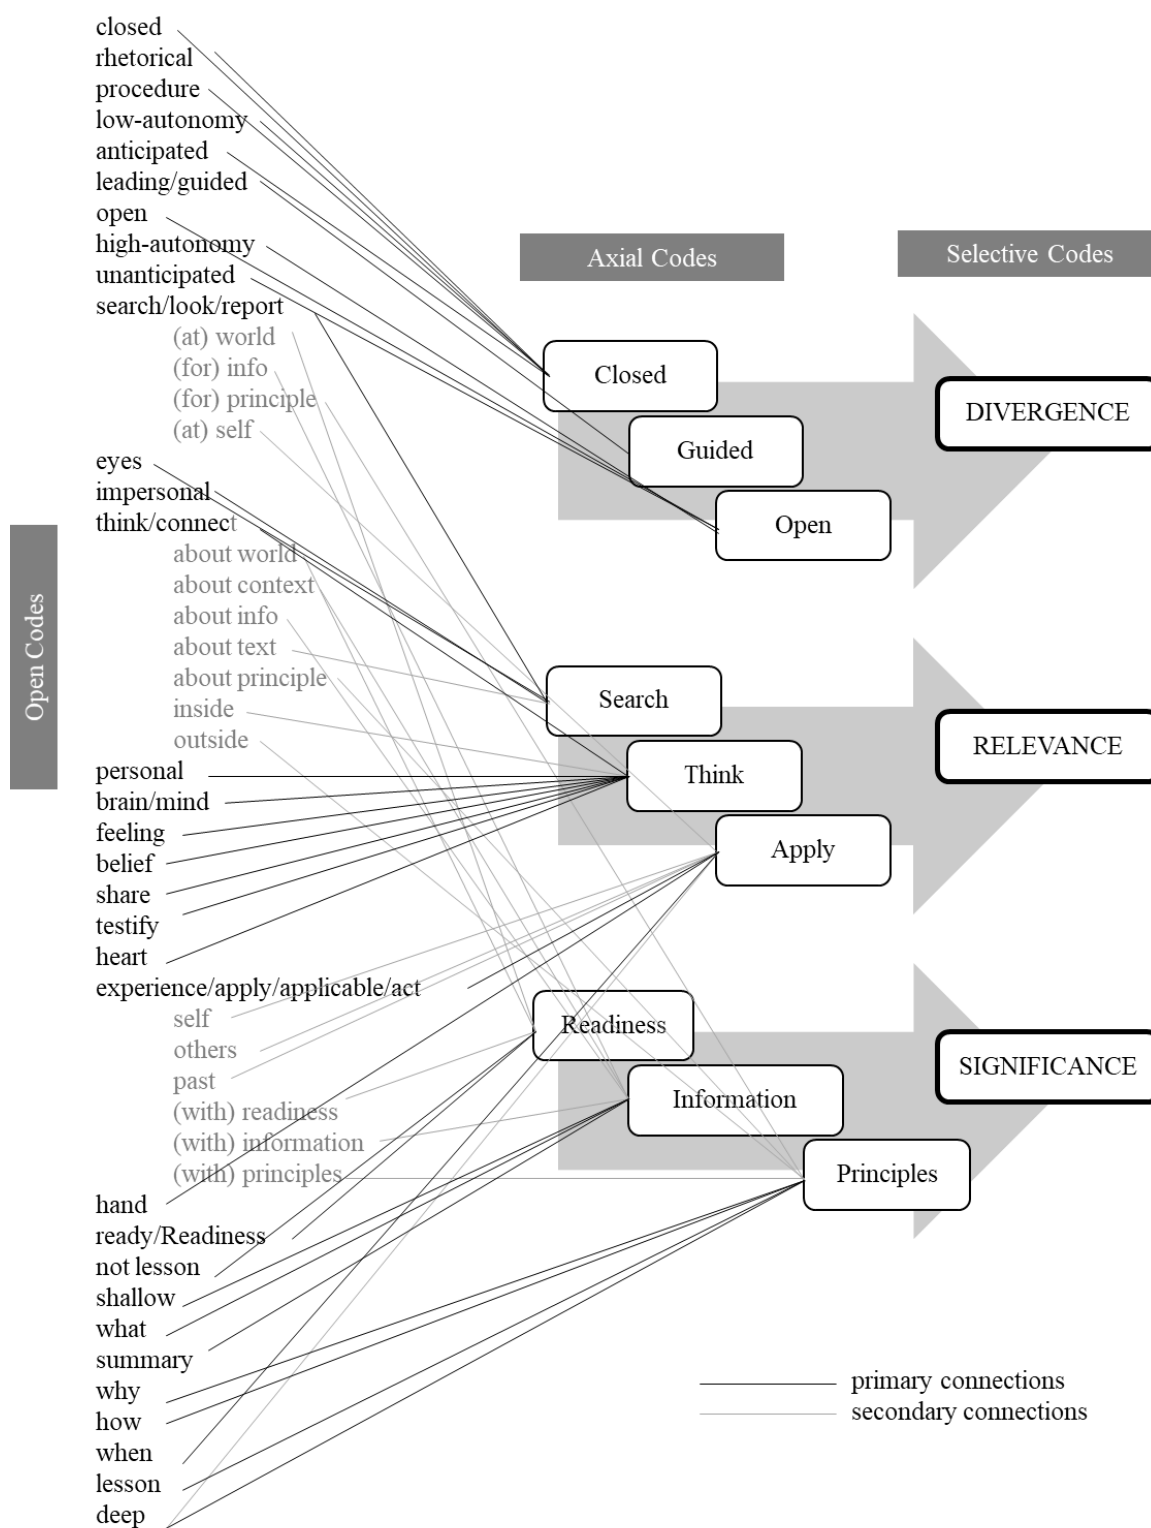 closed
rhetorical
procedure
low-autonomy
anticipated
leading/guided
open
high-autonomy
unanticipated
search/look/report
(at) world
(for) info
(for) principle
(at) self
eyes
impersonal
think/connect
about world
about context
about info
about text
about principle
inside
outside
personal
brain/mind
feeling
belief
share
testify
heart
experience/apply/applicable/act
self
others
past
(with) readiness
(with) information
(with) principles
hand
ready/Readiness
not lesson
shallow
what
summary
why
how
when
lesson
deep
Open Codes
Axial Codes
Closed
Guided
Open
Search
Think
Apply
Readiness
Information
Principles
Selective Codes
DIVERGENCE
RELEVANCE
SIGNIFICANCE
primary connections
secondary connections